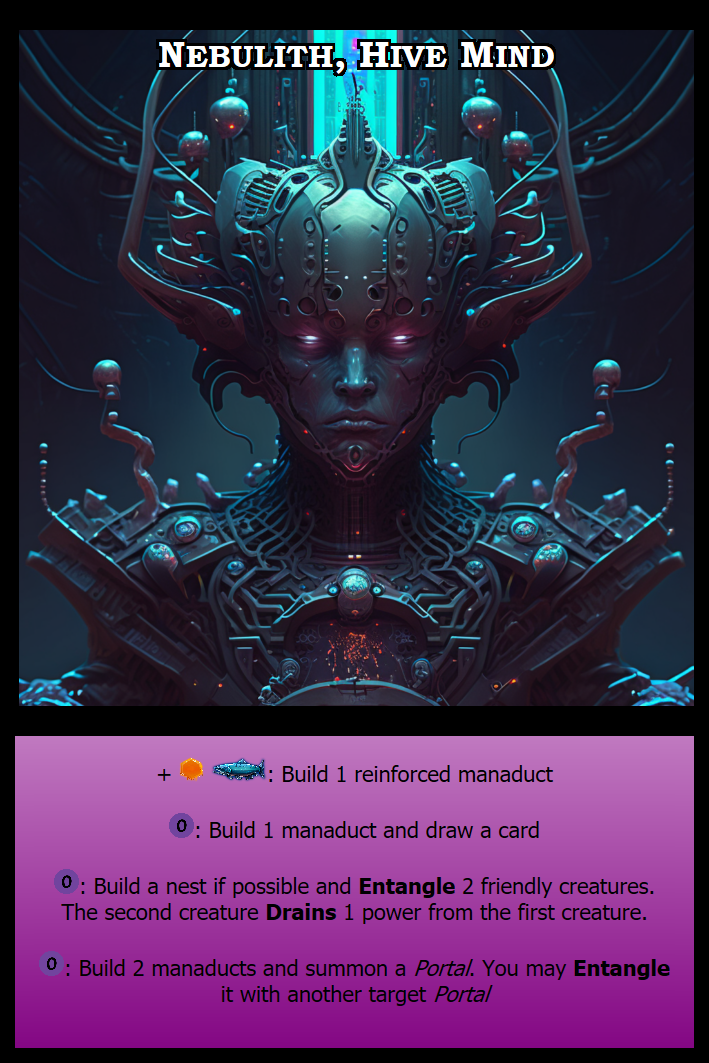 Nebulith, Hive Mind
+ : Build 1 reinforced manaduct
0: Build 1 manaduct and draw a card
0: Build a nest if possible and Entangle 2 friendly creatures.
The second creature Drains 1 power from the first creature.
0: Build 2 manaducts and summon a Portal. You may Entangle
it with another target Portal